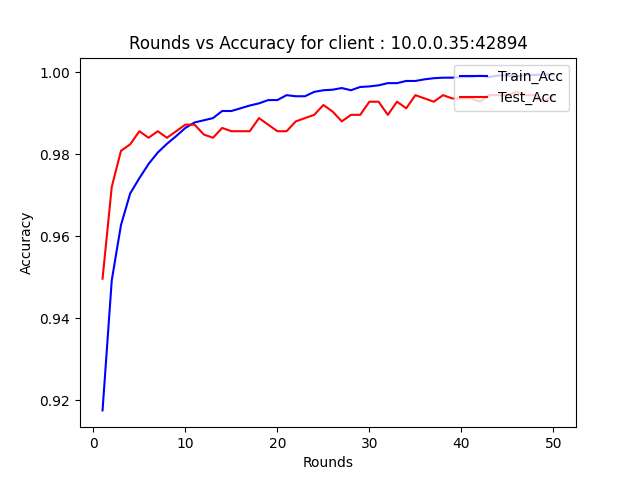 Rounds vs Accuracy for client : 10.0.0.35:42894
1.00
0.98
0.96
0.94
0.92
Accuracy
Train_Acc
Test_Acc
0 10 20 30 40 50
Rounds